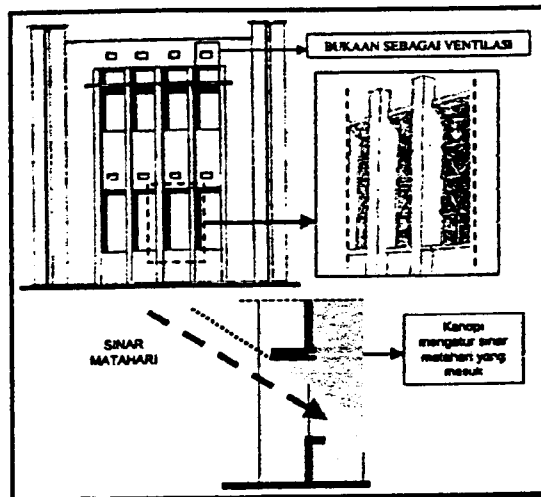 BUKAAN SEBAGAI VENTILASI
SINAR
MATAHARI
Kanopi
mengatur sinar
matahari yang
masuk